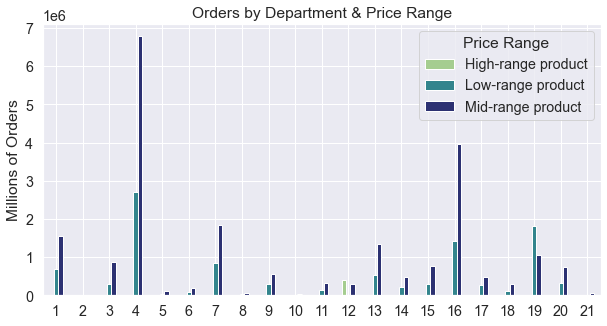 Orders by Department & Price Range
1e6
Price Range
High-range product
Low-range product
Mid-range product
Millions of Orders
7
6
5
4
3
2
1
0
1 2 3 4 5 6 7 8 9 10 11 12 13 14 15 16 17 18 19 20 21